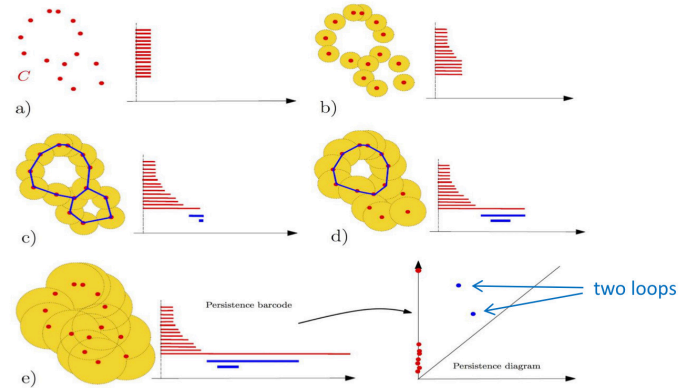 C
a)
b)
c)
d)
two loops
Persistence barcode
Persistence diagram
e)